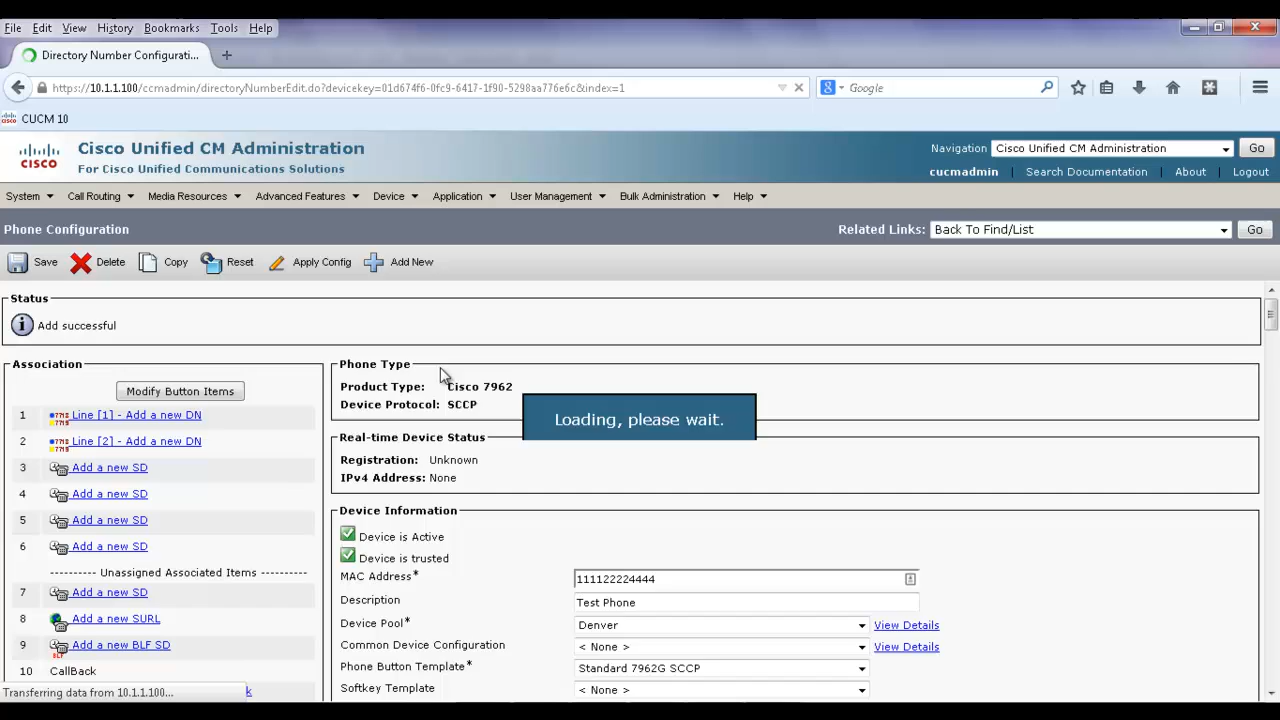 File Edit View History Bookmarks Tools Help
Directory Number Configurati...
https://10.1.1.100/ccmadmin/directoryNumberEdit.do?devicekey=01d674f6-0fc9-6417-1f90-5298aa776e6c&index=1
Google
CUCM 10
CISCO
Cisco Unified CM Administration
For Cisco Unified Communications Solutions
Navigation Cisco Unified CM Administration Go
cucmadmin Search Documentation About Logout
System Call Routing Media Resources Advanced Features Device Application User Management Bulk Administration Help
Phone Configuration
Related Links: Back To Find/List Go
Save Delete Copy Reset Apply Config Add New
Status
Add successful
Association
Modify Button Items
1 Line [1] - Add a new DN
2 Line [2] - Add a new DN
3 Add a new SD
4 Add a new SD
5 Add a new SD
6 Add a new SD
---------- Unassigned Associated Items ----------
7 Add a new SD
8 Add a new SURL
9 Add a new BLF SD
10 CallBack
Transferring data from 10.1.1.100...
Phone Type
Product Type: Cisco 7962
Device Protocol: SCCP
Loading, please wait.
Real-time Device Status
Registration: Unknown
IPv4 Address: None
Device Information
Device is Active
Device is trusted
MAC Address* 111122224444
Description Test Phone
Device Pool* Denver View Details
Common Device Configuration < None > View Details
Phone Button Template* Standard 7962G SCCP
Softkey Template < None >